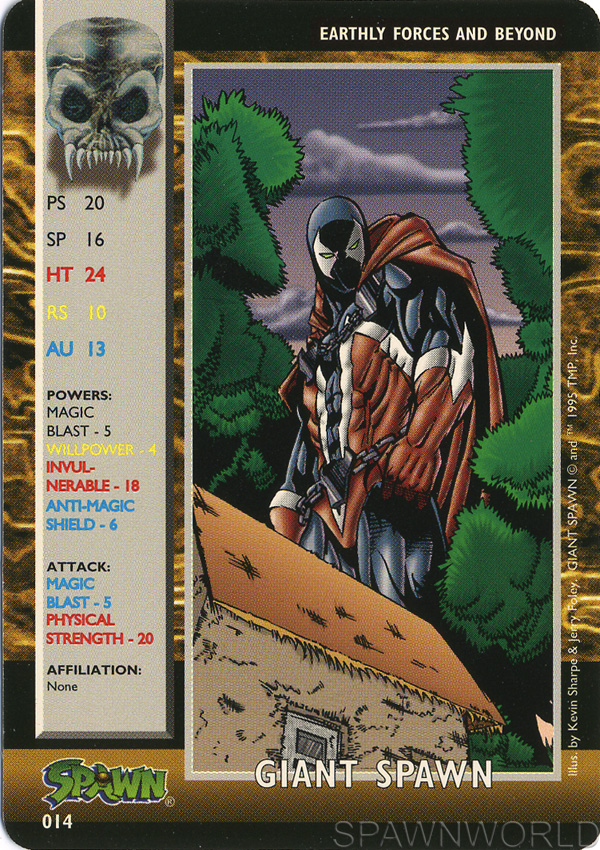 EARTHLY FORCES AND BEYOND
PS 20
SP 16
HT 24
RS 10
AU 13
POWERS:
MAGIC
BLAST - 5
WILLPOWER - 4
INVUL-
NERABLE - 18
ANTI-MAGIC
SHIELD - 6
ATTACK:
MAGIC
BLAST - 5
PHYSICAL
STRENGTH - 20
AFFILIATION:
None
Illus. by Kevin Sharpe & Jerry Foley. GIANT SPAWN © and ™ 1995 TMP, Inc.
GIANT SPAWN
SPAWN®
014
SPAWNWORLD